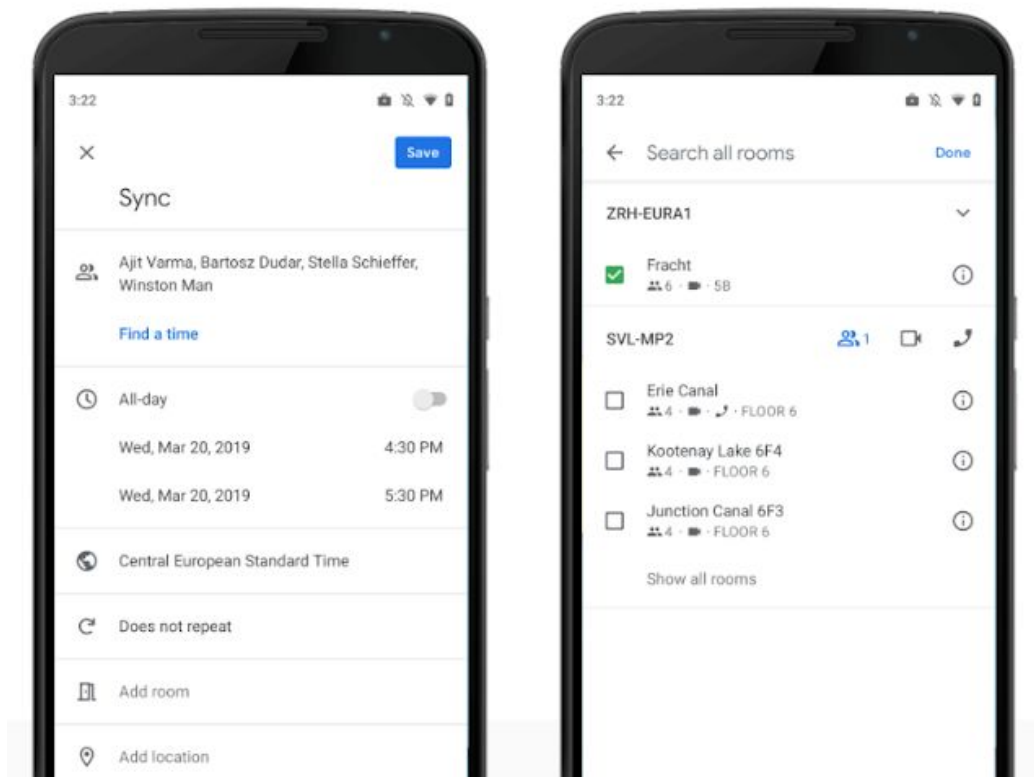 3:22
Save
Sync
Ajit Varma, Bartosz Dudar, Stella Schieffer,
Winston Man
Find a time
All-day
Wed, Mar 20, 2019 4:30 PM
Wed, Mar 20, 2019 5:30 PM
Central European Standard Time
Does not repeat
Add room
Add location
3:22
Search all rooms Done
ZRH-EURA1
Fracht
6 · · 5B
SVL-MP2 1
Erie Canal
4 · · · FLOOR 6
Kootenay Lake 6F4
4 · · FLOOR 6
Junction Canal 6F3
4 · · FLOOR 6
Show all rooms